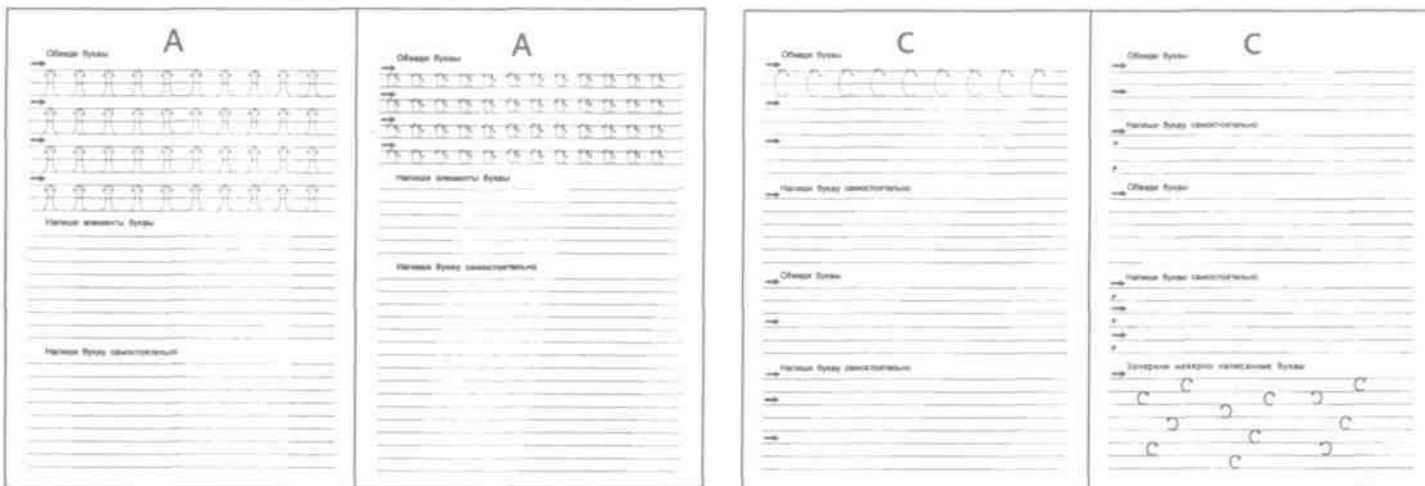 А
Обведи буквы
Напиши элементы буквы
Напиши букву самостоятельно
А
Обведи буквы
Напиши элементы буквы
Напиши букву самостоятельно
С
Обведи буквы
С С С С С С С С С
Напиши букву самостоятельно
Обведи буквы
Напиши букву самостоятельно
С
Обведи буквы
Напиши букву самостоятельно
Обведи буквы
Напиши букву самостоятельно
Зачеркни неверно написанные буквы